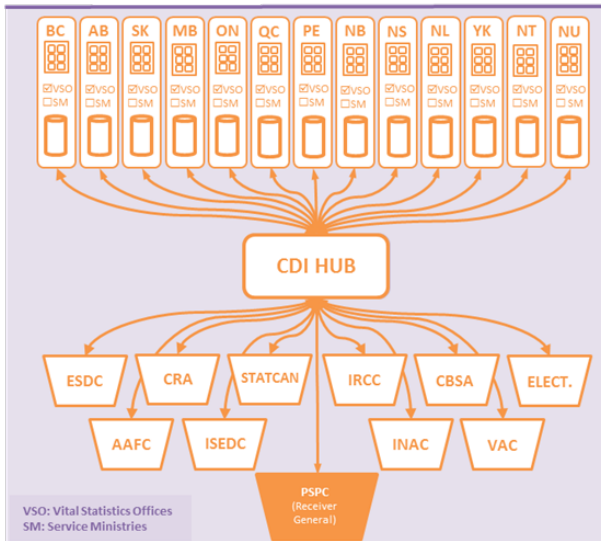 BC AB SK MB ON QC PE NB NS NL YK NT NU
☑VSO ☑VSO ☑VSO ☑VSO ☑VSO ☑VSO ☑VSO ☑VSO ☑VSO ☑VSO ☑VSO ☑VSO ☑VSO
☐SM ☐SM ☐SM ☐SM ☐SM ☐SM ☐SM ☐SM ☐SM ☐SM ☐SM ☐SM ☐SM
CDI HUB
ESDC CRA STATCAN IRCC CBSA ELECT.
AAFC ISEDC INAC VAC
PSPC
(Receiver
General)
VSO: Vital Statistics Offices
SM: Service Ministries